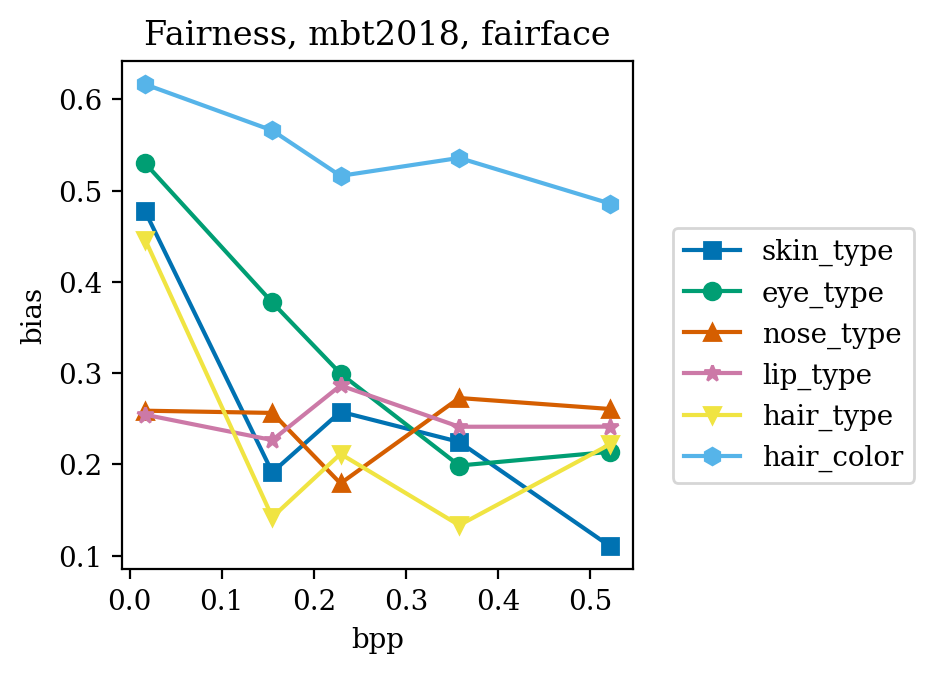 Fairness, mbt2018, fairface
0.6
0.5
0.4
0.3
0.2
0.1
bias
0.0 0.1 0.2 0.3 0.4 0.5
bpp
skin_type
eye_type
nose_type
lip_type
hair_type
hair_color